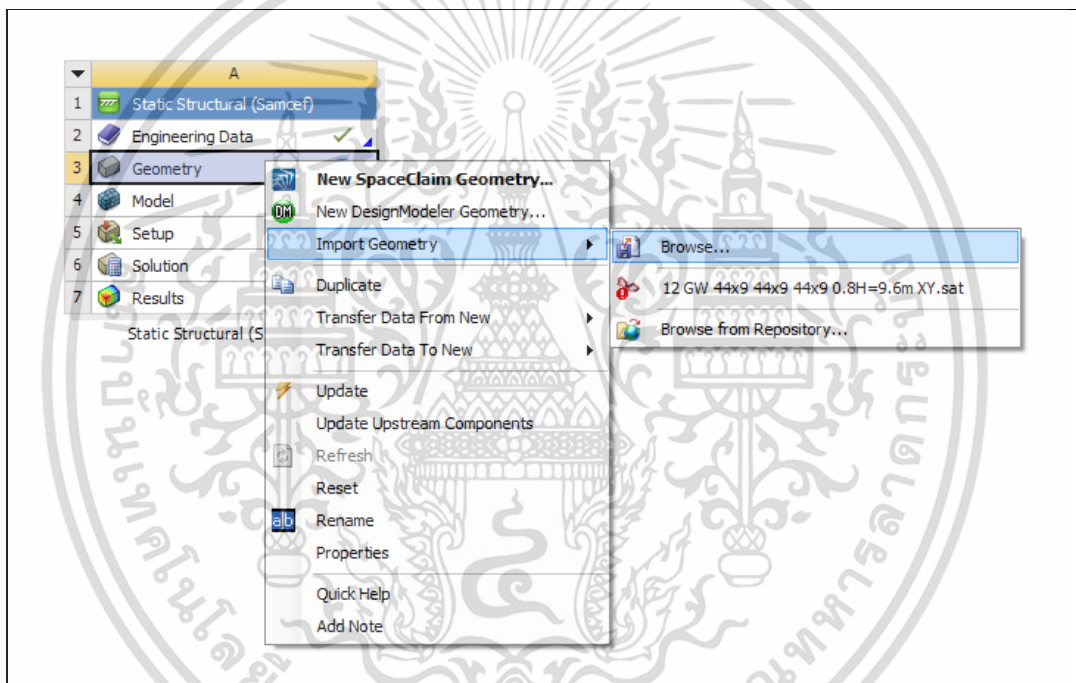 A
1 Static Structural (Samcef)
2 Engineering Data
3 Geometry
4 Model
5 Setup
6 Solution
7 Results
Static Structural (S
New SpaceClaim Geometry...
DM New DesignModeler Geometry...
Import Geometry
Duplicate
Transfer Data From New
Transfer Data To New
Update
Update Upstream Components
Refresh
Reset
a|b Rename
Properties
Quick Help
Add Note
Browse...
12 GW 44x9 44x9 44x9 0.8H=9.6m XY.sat
Browse from Repository...